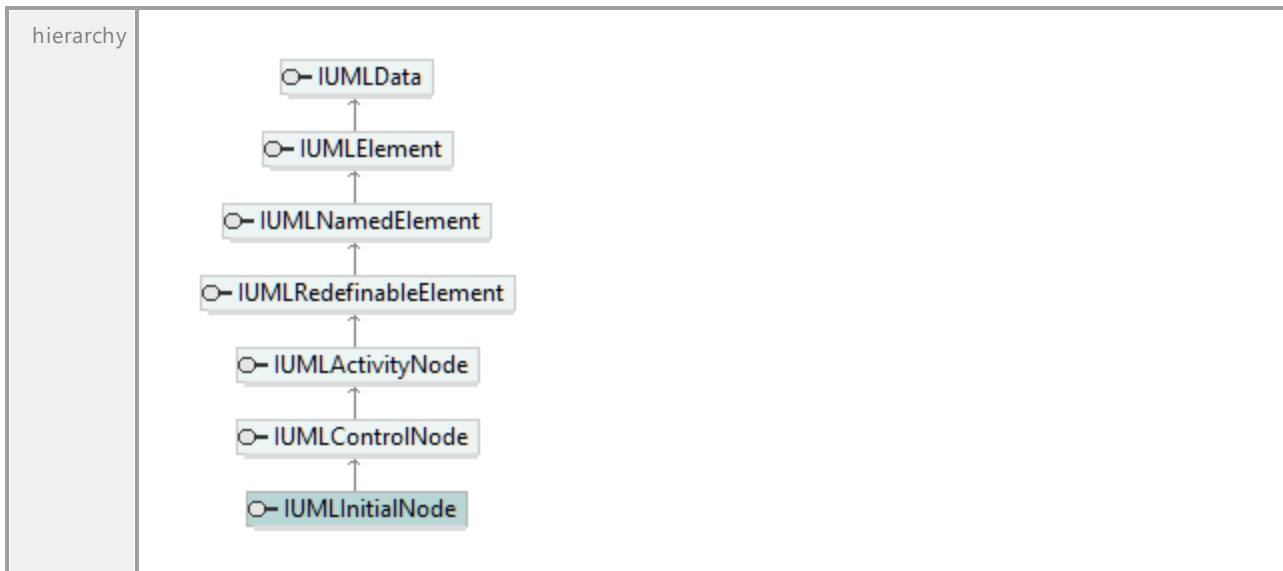 hierarchy
IUMLData
IUMLElement
IUMLNamedElement
IUMLRedefinableElement
IUMLActivityNode
IUMLControlNode
IUMLInitialNode